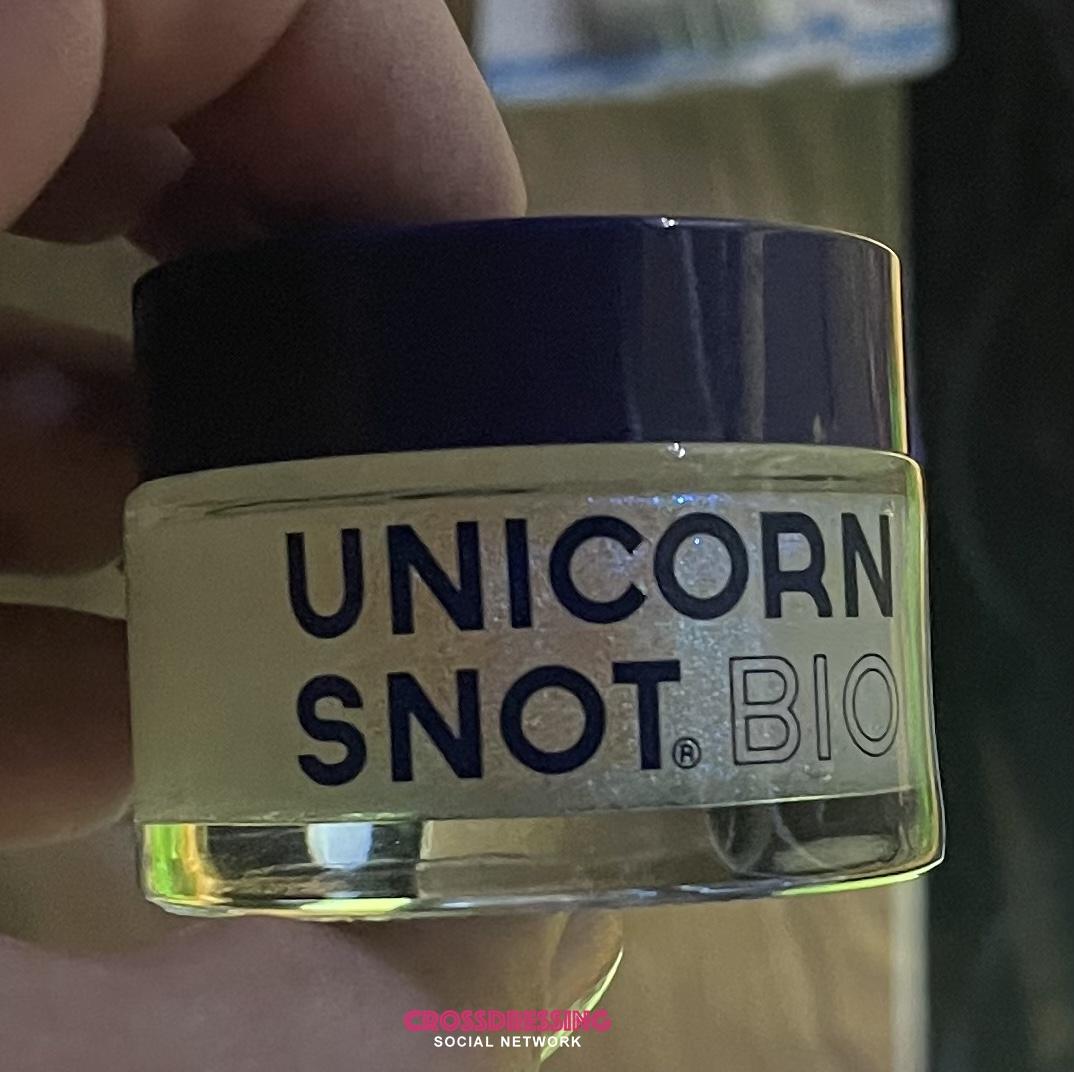 UNICORN
SNOT® BIO
CROSSDRESSING
SOCIAL NETWORK